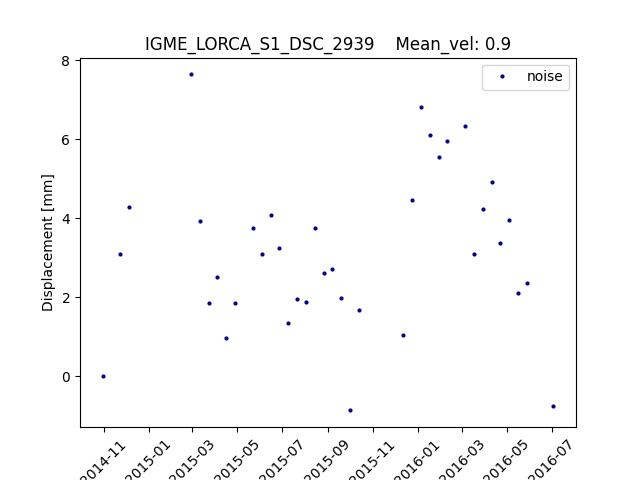 IGME_LORCA_S1_DSC_2939    Mean_vel: 0.9
noise
Displacement [mm]
8
6
4
2
0
2014-11 2015-01 2015-03 2015-05 2015-07 2015-09 2015-11 2016-01 2016-03 2016-05 2016-07